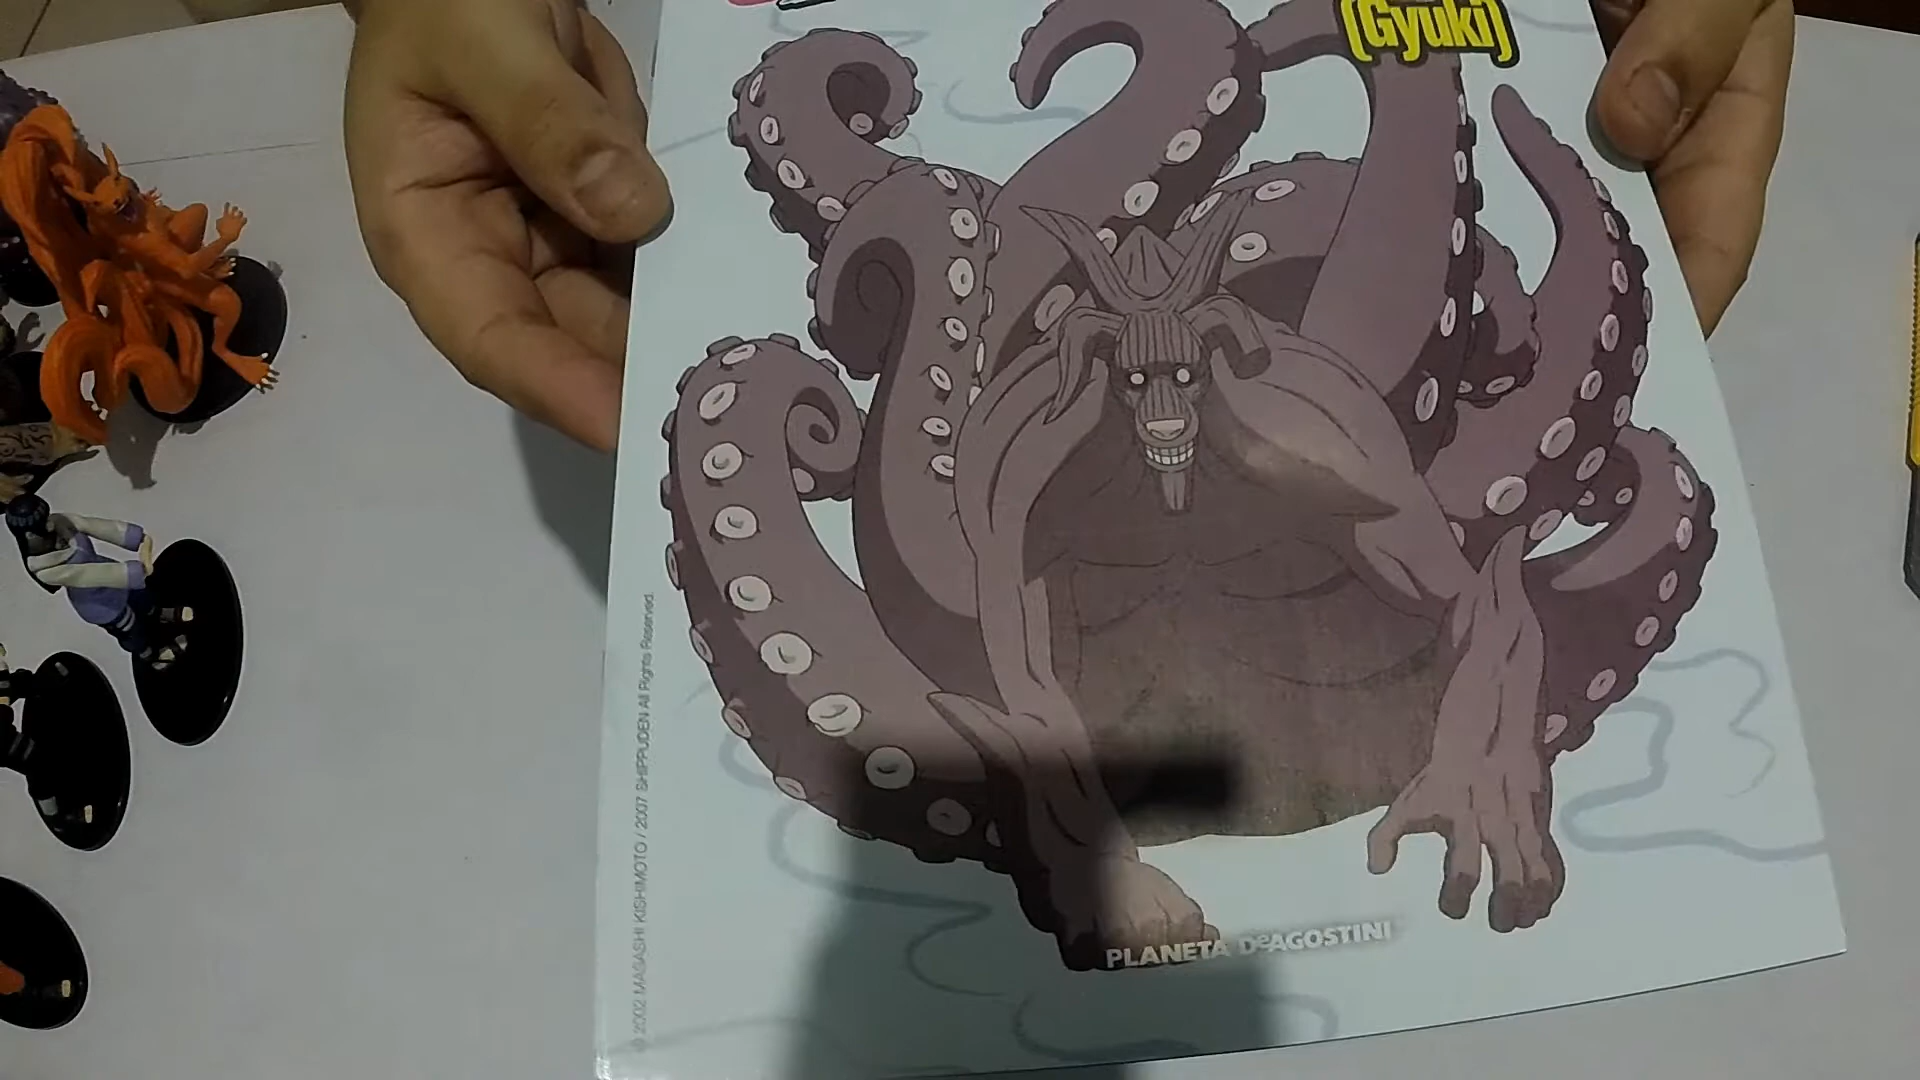 (Gyuki)
© 2002 MASASHI KISHIMOTO / 2007 SHIPPUDEN All Rights Reserved.
PLANETA DeAGOSTINI